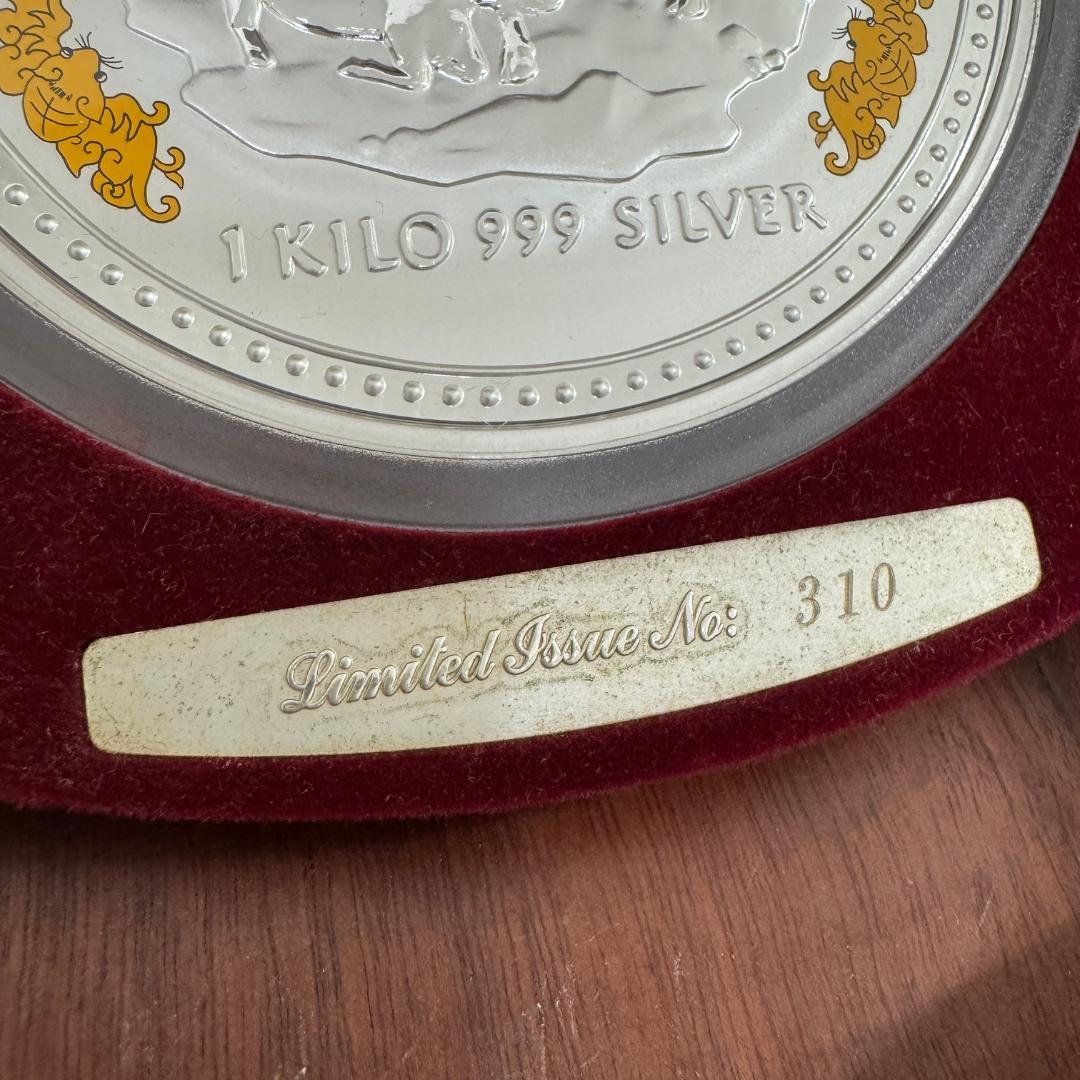 1 KILO 999 SILVER
Limited Issue No: 310